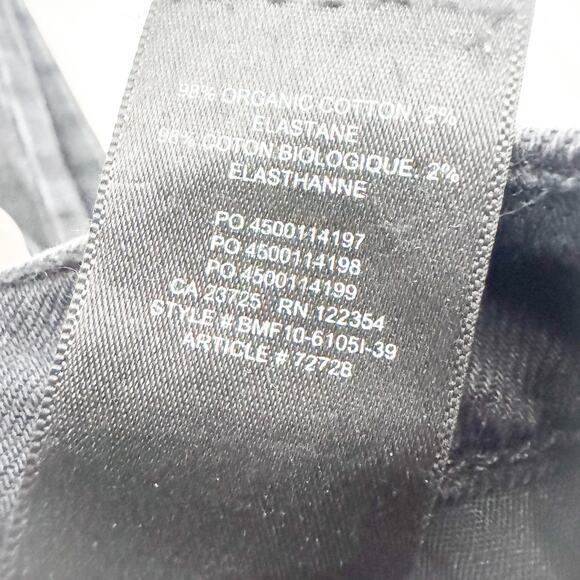 98% ORGANIC COTTON. 2%
ELASTANE
98% COTON BIOLOGIQUE. 2%
ELASTHANNE
PO 4500114197
PO 4500114198
PO 4500114199
CA 23725 RN 122354
STYLE # BMF10-6105I-39
ARTICLE # 72728